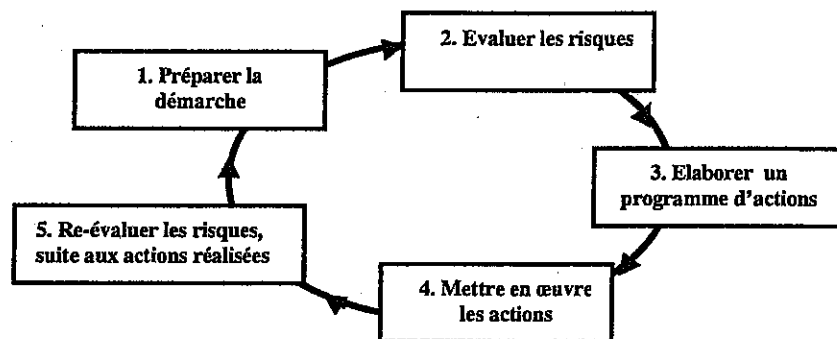 1. Préparer la
démarche
2. Evaluer les risques
3. Elaborer un
programme d'actions
4. Mettre en œuvre
les actions
5. Re-évaluer les risques,
suite aux actions réalisées